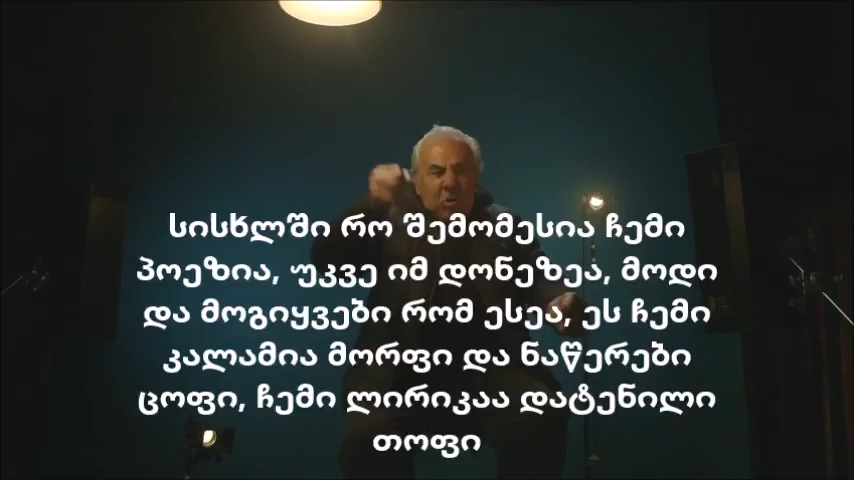 სისხლში რო შემომესია ჩემი
პოეზია, უკვე იმ დონეზეა, მოდი
და მოგიყვები რომ ესეა, ეს ჩემი
კალამია მორფი და ნაწერები
ცოფი, ჩემი ლირიკაა დატენილი
თოფი